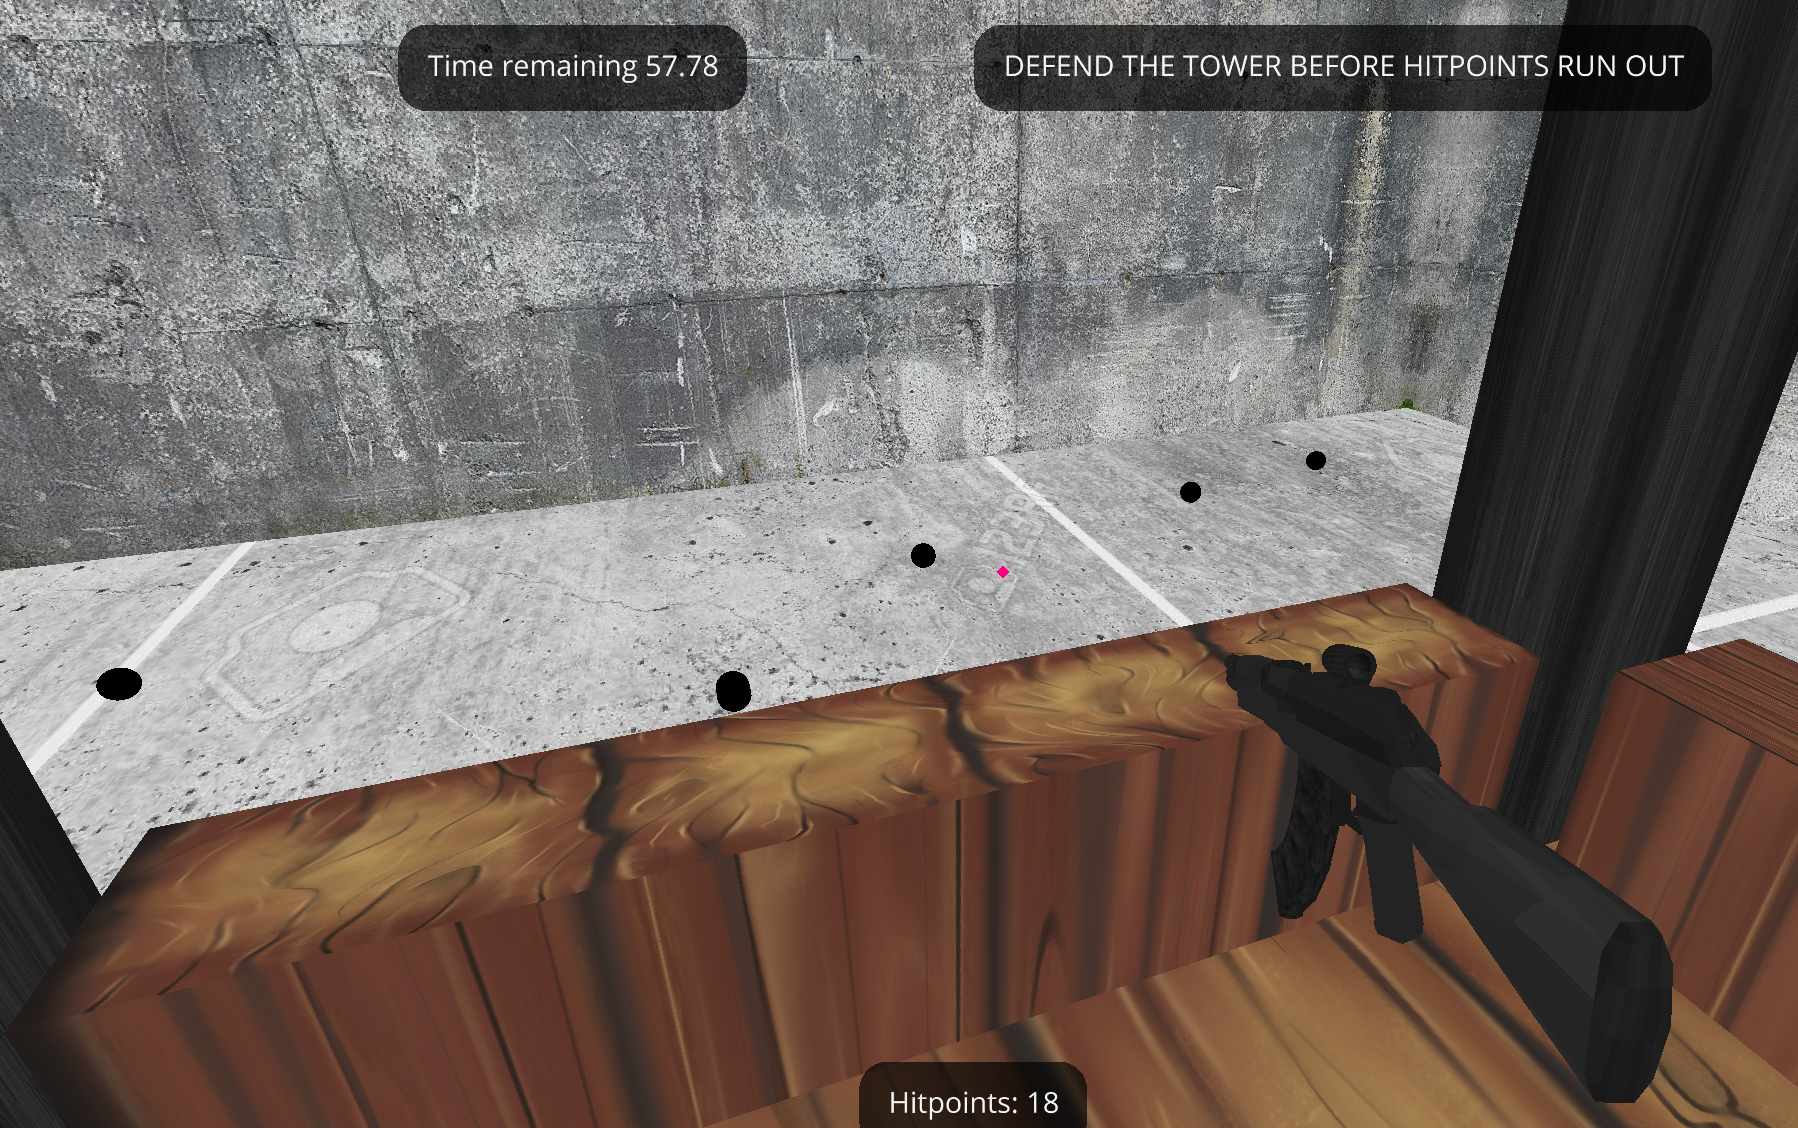 Time remaining 57.78
DEFEND THE TOWER BEFORE HITPOINTS RUN OUT
Hitpoints: 18